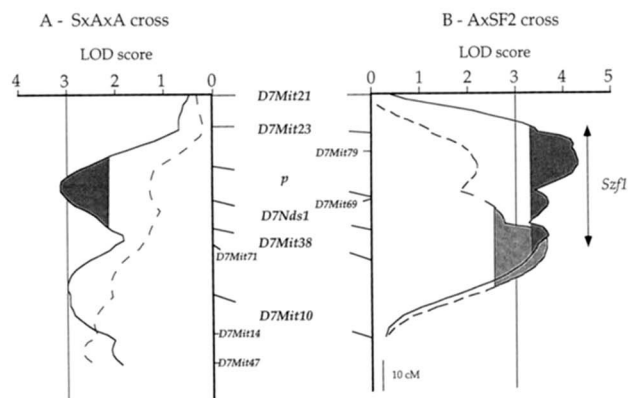 A - SxAxA cross
B - AxSF2 cross
LOD score
LOD score
4 3 2 1 0
0 1 2 3 4 5
D7Mit21
D7Mit23
D7Mit79
p
D7Mit69
D7Nds1
D7Mit38
D7Mit71
D7Mit10
D7Mit14
D7Mit47
Szf1
10 cM